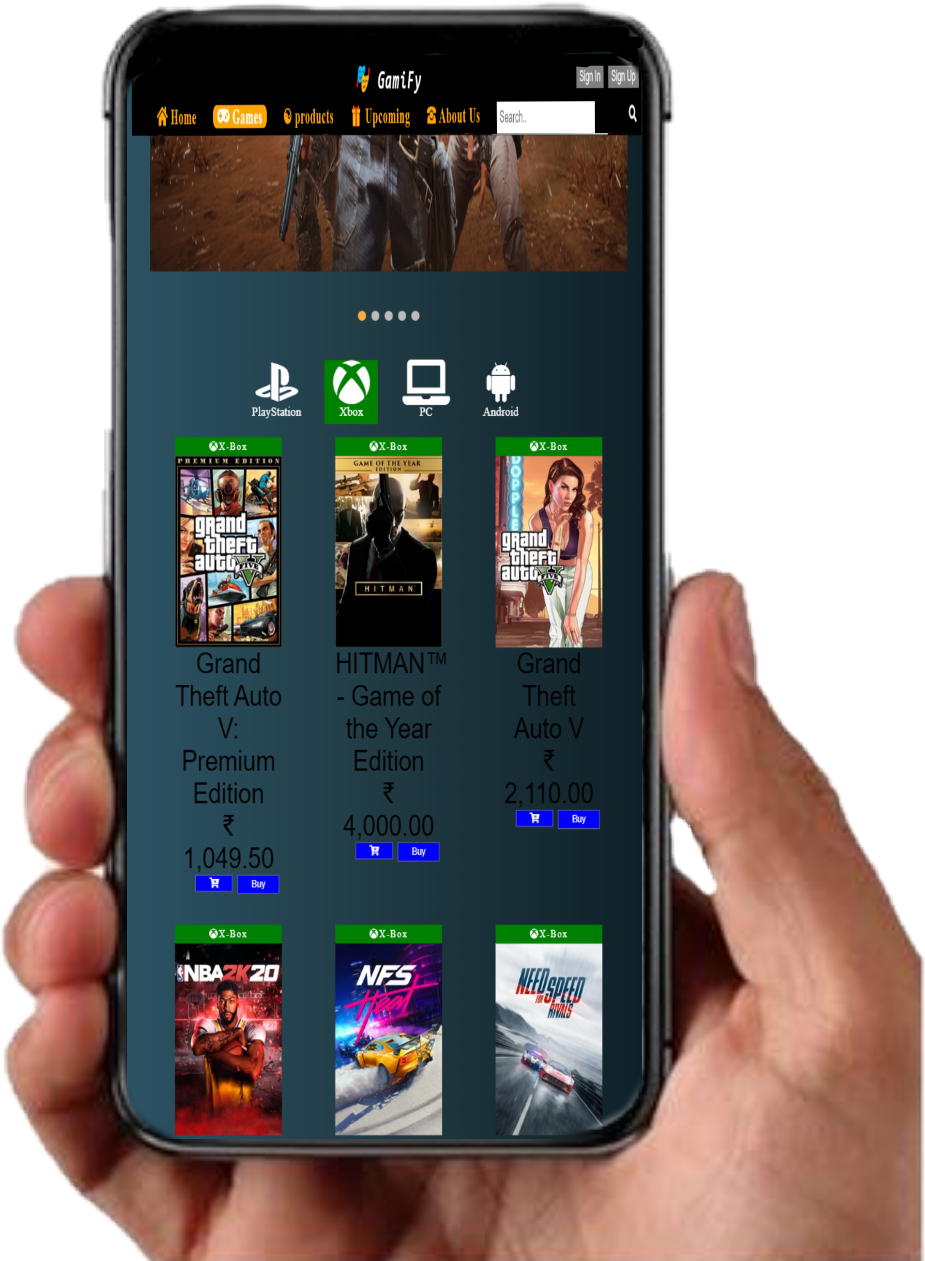 GamiFy
Sign In Sign Up
Home Games products Upcoming About Us Search..
PlayStation Xbox PC Android
X-Box X-Box X-Box
PREMIUM EDITION
grand
theft
auto
FIVE
GAME OF THE YEAR
EDITION
HITMAN
DOPPLE
grand
theft
auto
FIVE
Grand
Theft Auto
V:
Premium
Edition
₹
1,049.50
Buy
HITMAN™
- Game of
the Year
Edition
₹
4,000.00
Buy
Grand
Theft
Auto V
₹
2,110.00
Buy
X-Box X-Box X-Box
NBA2K20
NFS
Heat
NEED
FOR SPEED
RIVALS